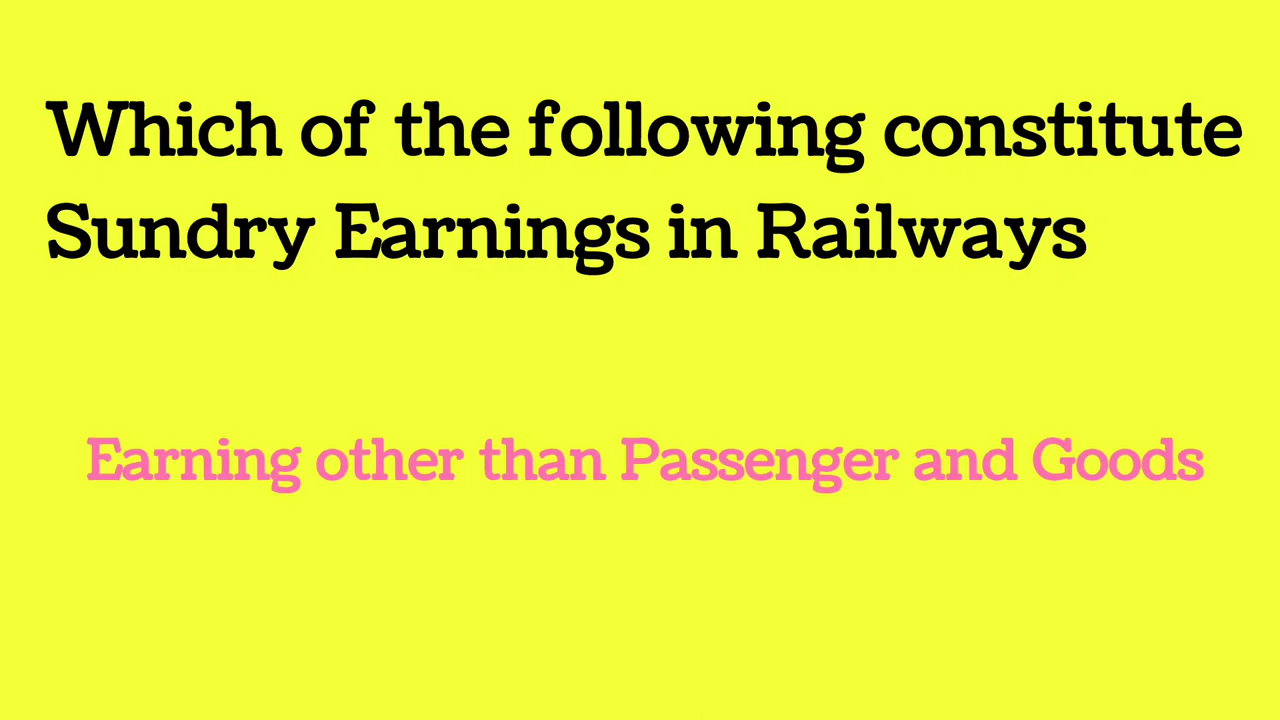 Which of the following constitute
Sundry Earnings in Railways
Earning other than Passenger and Goods